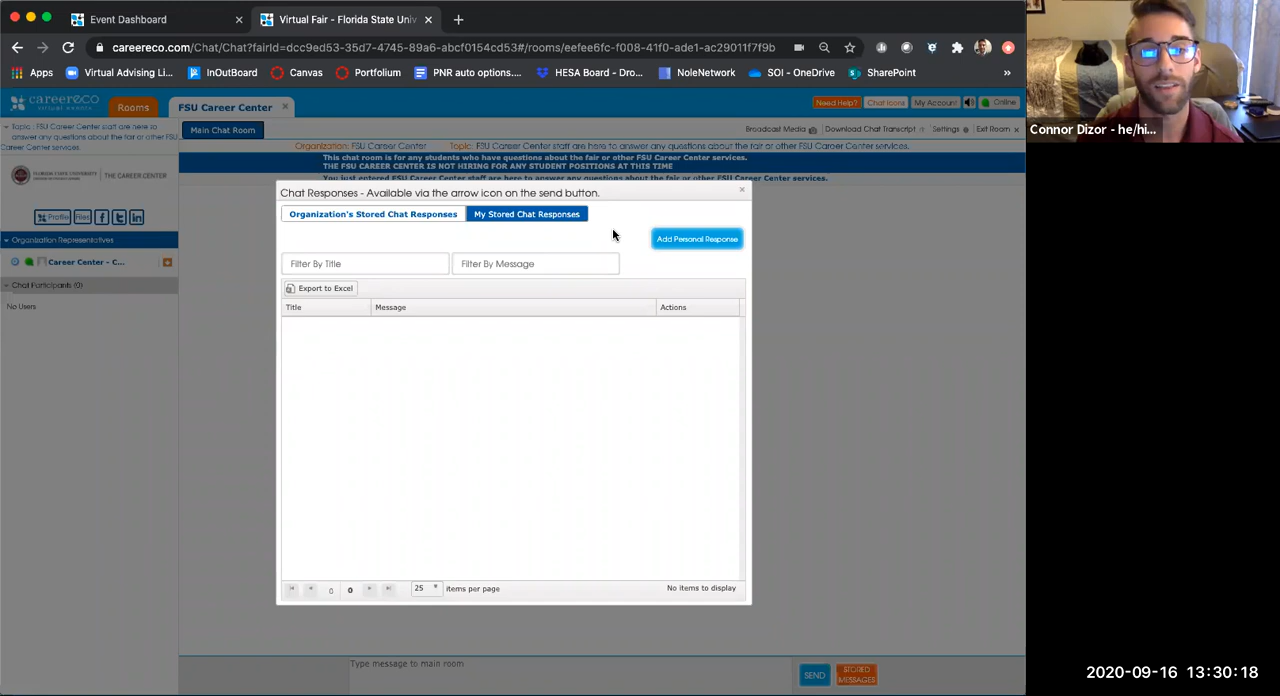 Event Dashboard
Virtual Fair - Florida State Univ
careereco.com/Chat/Chat?fairId=dcc9ed53-35d7-4745-89a6-abcf0154cd53#/rooms/eefee6fc-f008-41f0-ade1-ac29011f7f9b
Apps
Virtual Advising Li...
InOutBoard
Canvas
Portfolium
PNR auto options....
HESA Board - Dro...
NoleNetwork
SOI - OneDrive
SharePoint
»
Connor Dizor - he/hi...
careereco
Rooms
FSU Career Center
Need Help?
Chat Icons
My Account
Online
Topic : FSU Career Center staff are here to
answer any questions about the fair or other FSU
Career Center services.
Main Chat Room
Broadcast Media
Download Chat Transcript
Settings
Exit Room
Organization: FSU Career Center
Topic: FSU Career Center staff are here to answer any questions about the fair or other FSU Career Center services.
This chat room is for any students who have questions about the fair or other FSU Career Center services.
THE FSU CAREER CENTER IS NOT HIRING FOR ANY STUDENT POSITIONS AT THIS TIME
You just entered FSU Career Center staff are here to answer any questions about the fair or other FSU Career Center services.
FLORIDA STATE UNIVERSITY | THE CAREER CENTER
Profile
Files
Organization Representatives
Career Center - C...
Chat Participants (0)
No Users
Chat Responses - Available via the arrow icon on the send button.
Organization's Stored Chat Responses
My Stored Chat Responses
Add Personal Response
Filter By Title
Filter By Message
Export to Excel
Title
Message
Actions
0
0
25
items per page
No items to display
Type message to main room
SEND
STORED
MESSAGES
2020-09-16 13:30:18